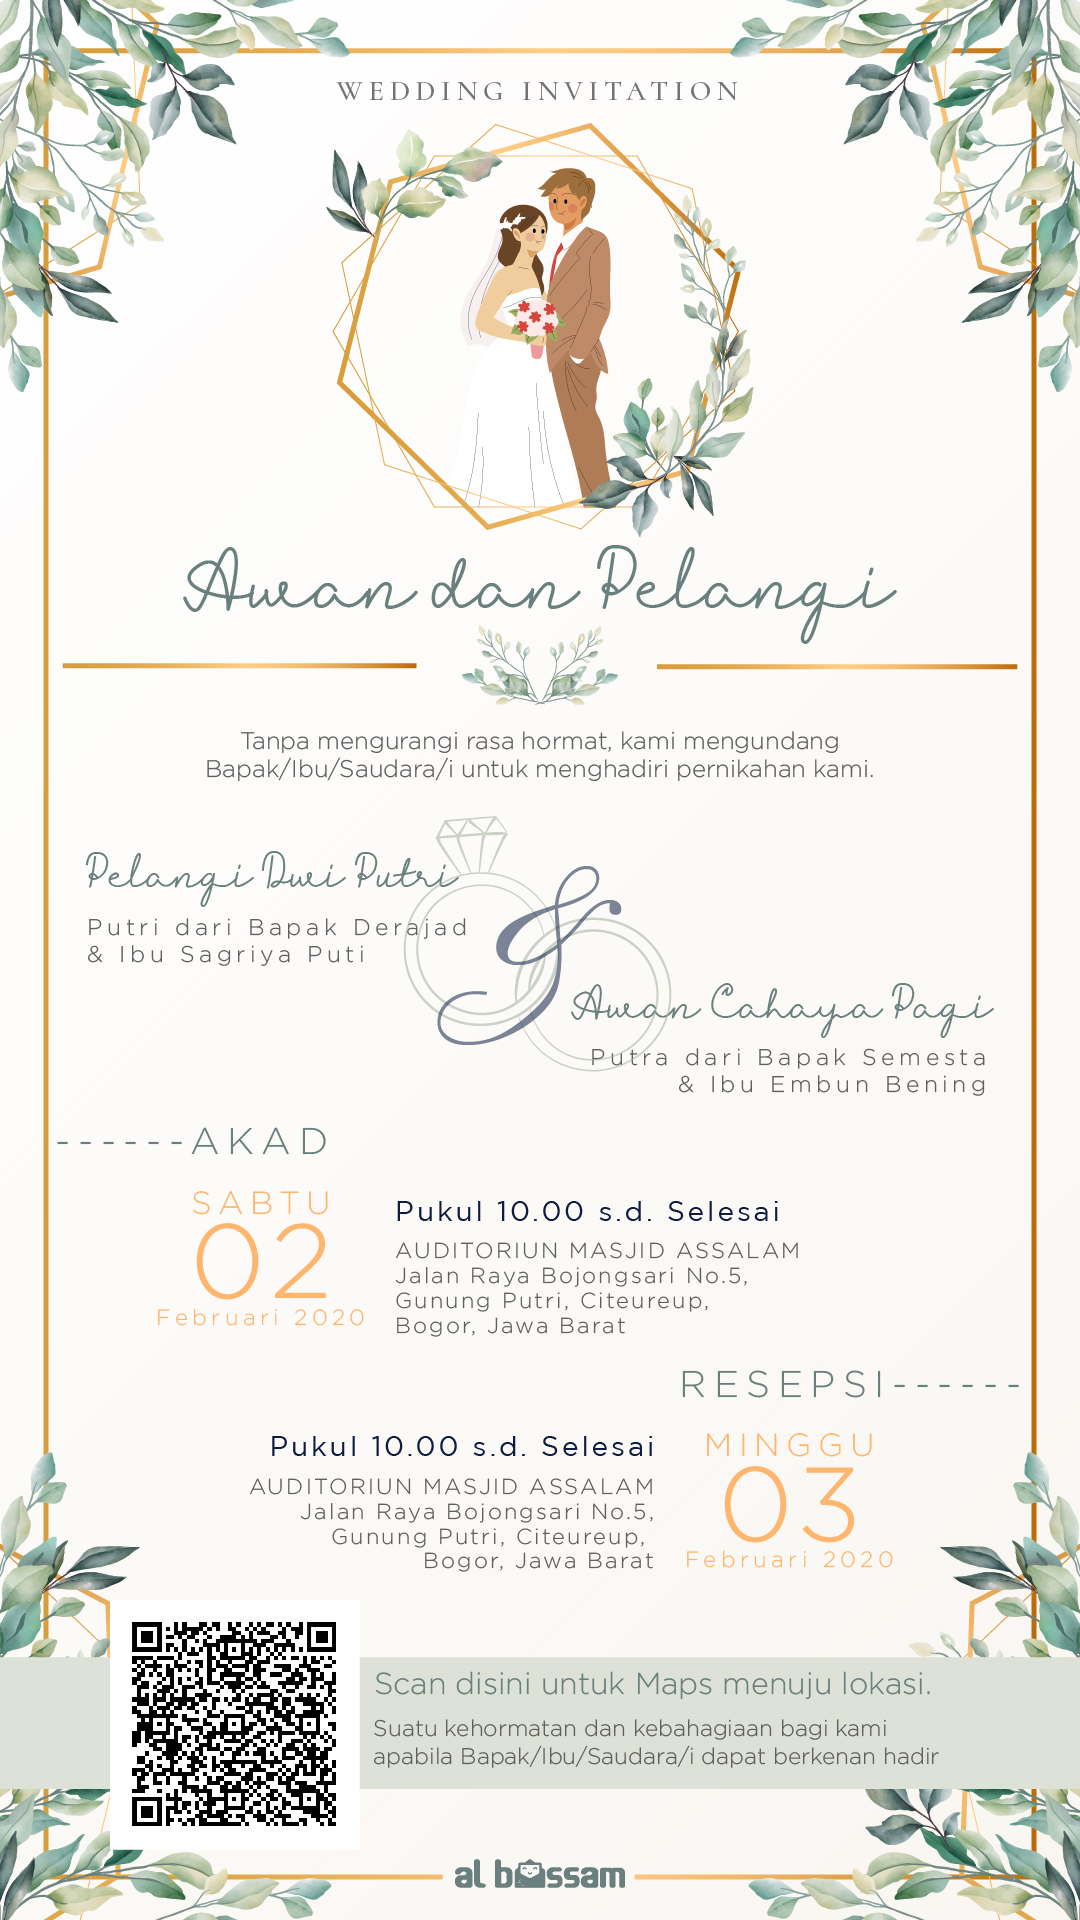 WEDDING INVITATION
Awan dan Pelangi
Tanpa mengurangi rasa hormat, kami mengundang
Bapak/Ibu/Saudara/i untuk menghadiri pernikahan kami.
Pelangi Dwi Putri
Putri dari Bapak Derajad
& Ibu Sagriya Puti
&
Awan Cahaya Pagi
Putra dari Bapak Semesta
& Ibu Embun Bening
------AKAD
SABTU
02
Februari 2020
Pukul 10.00 s.d. Selesai
AUDITORIUN MASJID ASSALAM
Jalan Raya Bojongsari No.5,
Gunung Putri, Citeureup,
Bogor, Jawa Barat
RESEPSI------
Pukul 10.00 s.d. Selesai
AUDITORIUN MASJID ASSALAM
Jalan Raya Bojongsari No.5,
Gunung Putri, Citeureup,
Bogor, Jawa Barat
MINGGU
03
Februari 2020
Scan disini untuk Maps menuju lokasi.
Suatu kehormatan dan kebahagiaan bagi kami
apabila Bapak/Ibu/Saudara/i dapat berkenan hadir
al bossam